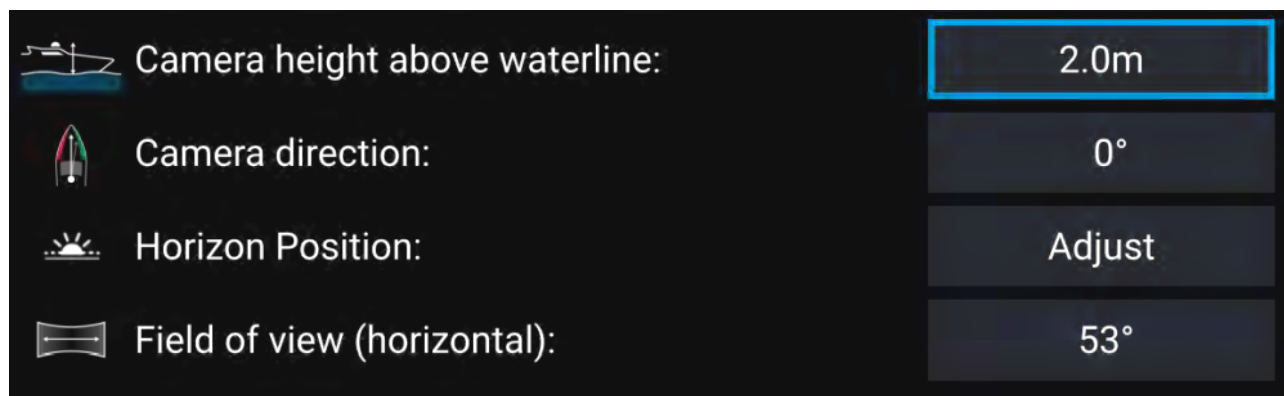 Camera height above waterline: 2.0m
Camera direction: 0°
Horizon Position: Adjust
Field of view (horizontal): 53°